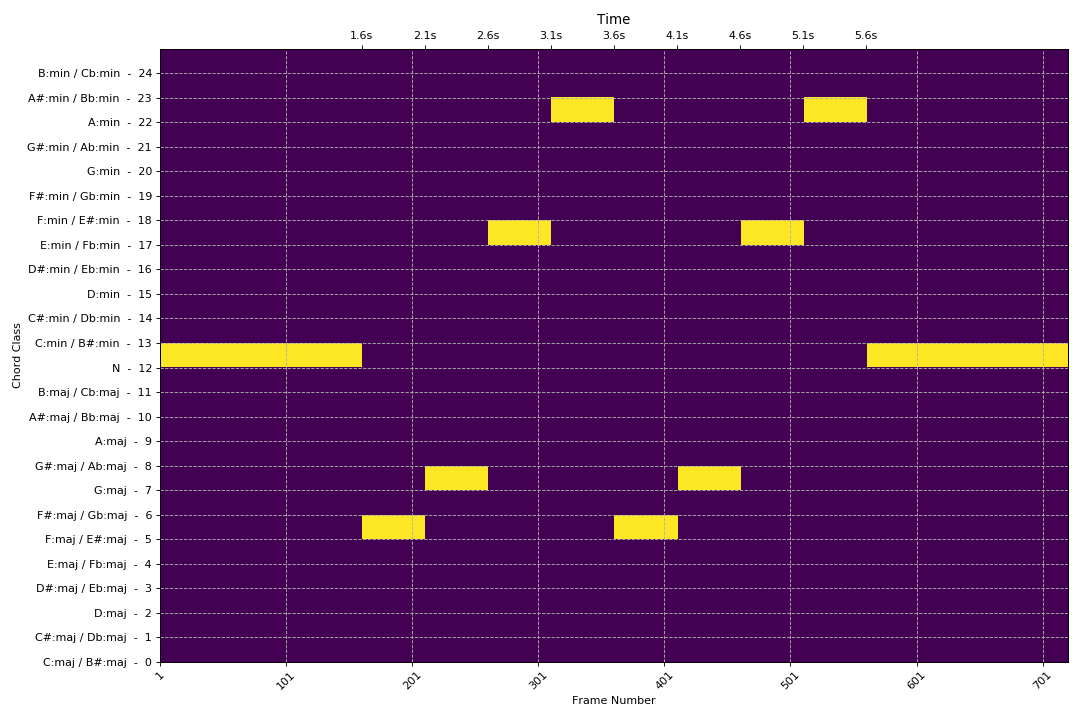 Time
1.6s 2.1s 2.6s 3.1s 3.6s 4.1s 4.6s 5.1s 5.6s
Chord Class
B:min / Cb:min - 24
A#:min / Bb:min - 23
A:min - 22
G#:min / Ab:min - 21
G:min - 20
F#:min / Gb:min - 19
F:min / E#:min - 18
E:min / Fb:min - 17
D#:min / Eb:min - 16
D:min - 15
C#:min / Db:min - 14
C:min / B#:min - 13
N - 12
B:maj / Cb:maj - 11
A#:maj / Bb:maj - 10
A:maj - 9
G#:maj / Ab:maj - 8
G:maj - 7
F#:maj / Gb:maj - 6
F:maj / E#:maj - 5
E:maj / Fb:maj - 4
D#:maj / Eb:maj - 3
D:maj - 2
C#:maj / Db:maj - 1
C:maj / B#:maj - 0
1 101 201 301 401 501 601 701
Frame Number